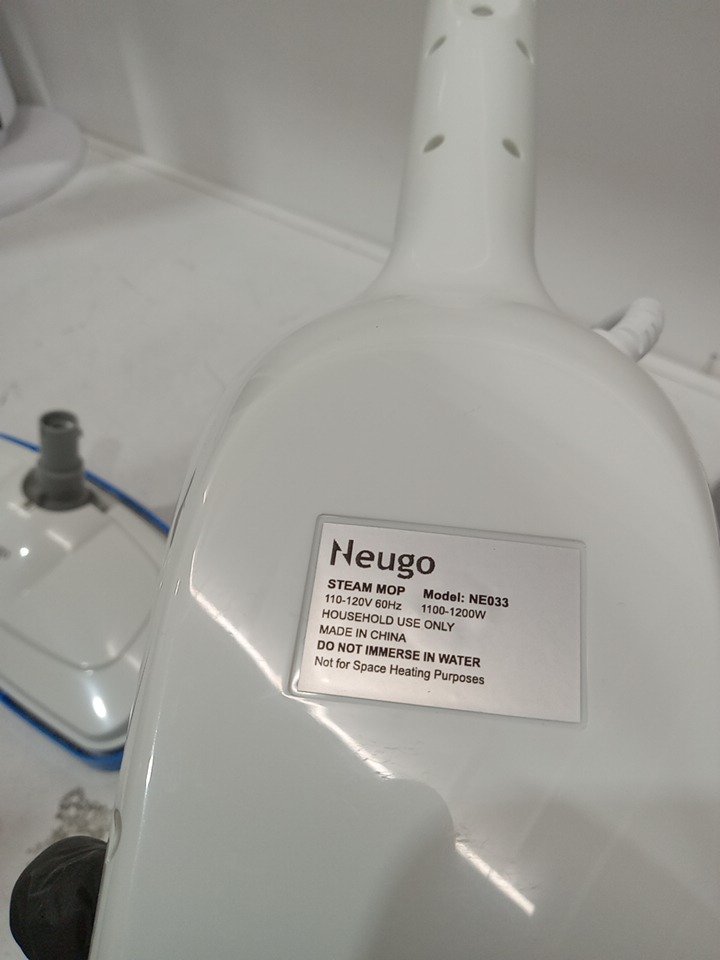 Neugo
STEAM MOP Model: NE033
110-120V 60Hz 1100-1200W
HOUSEHOLD USE ONLY
MADE IN CHINA
DO NOT IMMERSE IN WATER
Not for Space Heating Purposes